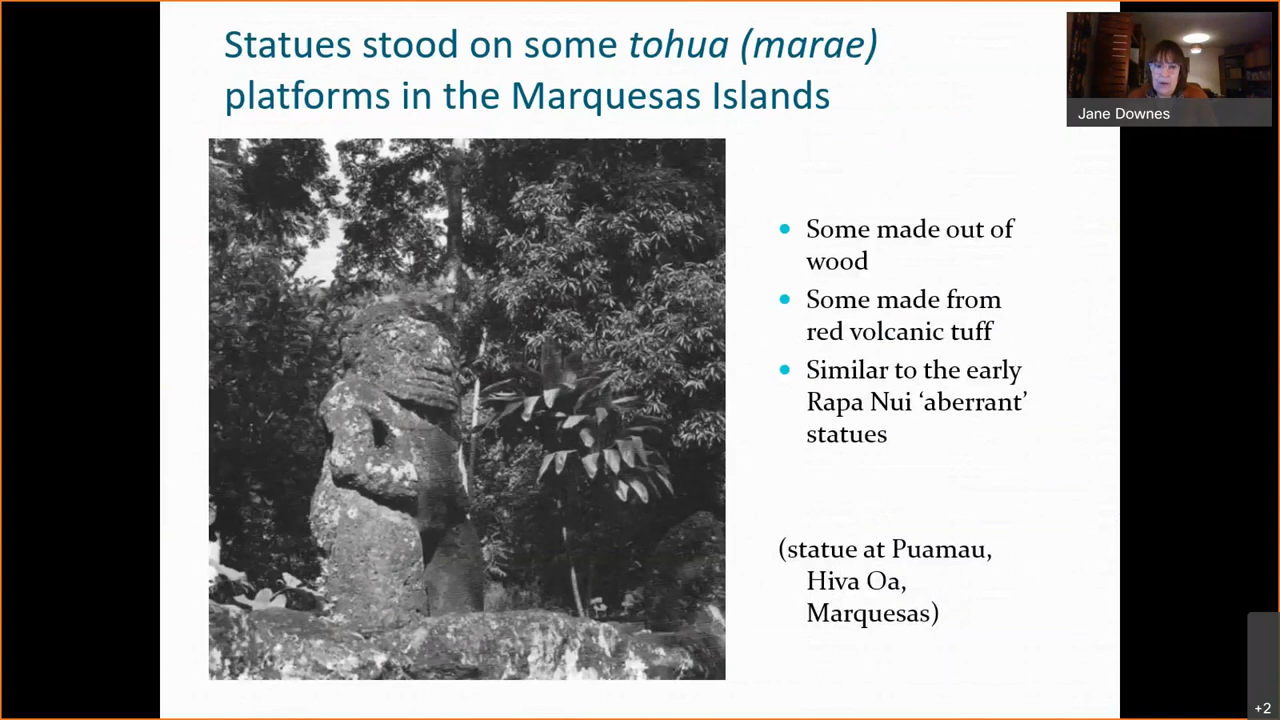 Statues stood on some tohua (marae)
platforms in the Marquesas Islands
Jane Downes
Some made out of
wood
Some made from
red volcanic tuff
Similar to the early
Rapa Nui ‘aberrant’
statues
(statue at Puamau,
Hiva Oa,
Marquesas)
+2